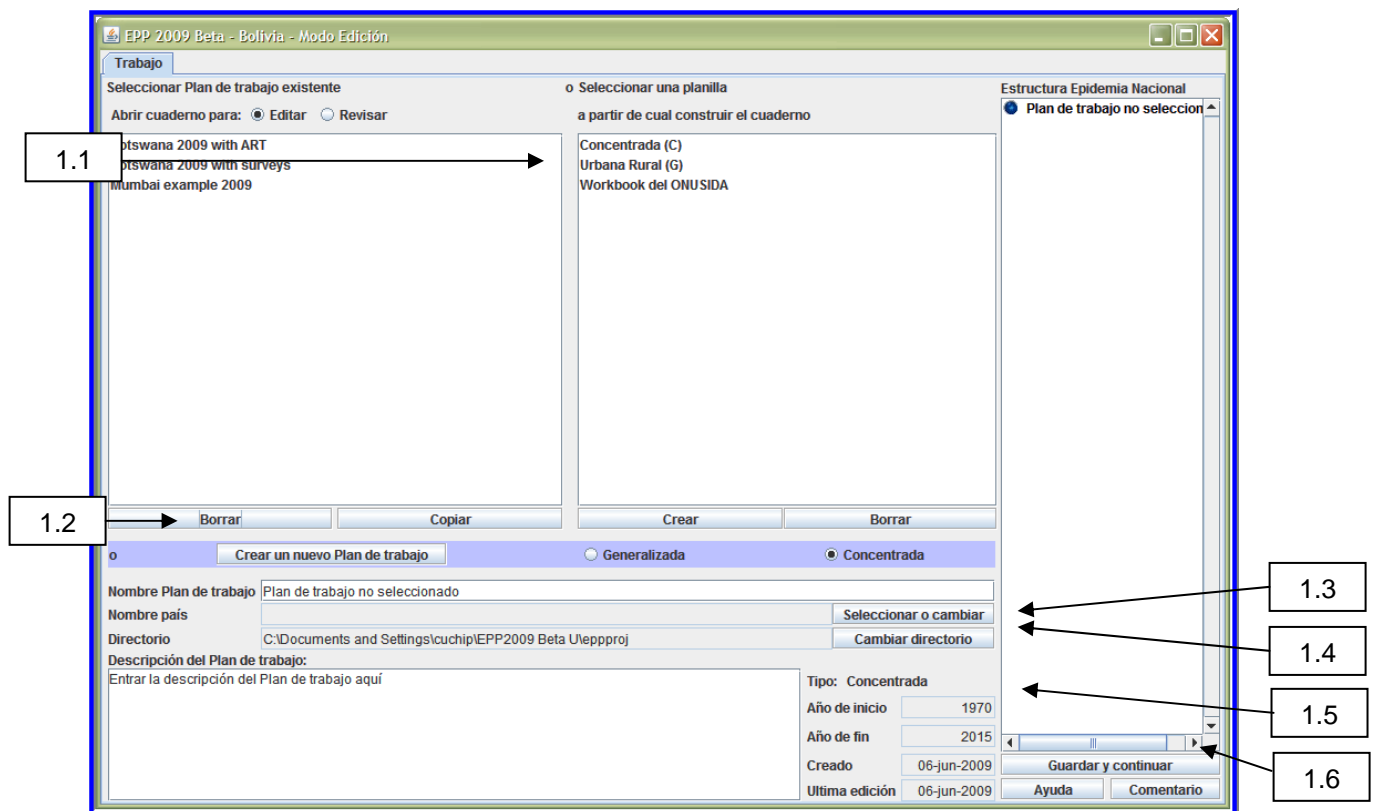 EPP 2009 Beta - Bolivia - Modo Edición
Trabajo
Seleccionar Plan de trabajo existente
o Seleccionar una planilla
Estructura Epidemia Nacional
Abrir cuaderno para: Editar Revisar
a partir de cual construir el cuaderno
Plan de trabajo no seleccion
1.1
otswana 2009 with ART
otswana 2009 with surveys
Mumbai example 2009
Concentrada (C)
Urbana Rural (G)
Workbook del ONUSIDA
1.2
Borrar Copiar Crear Borrar
o Crear un nuevo Plan de trabajo Generalizada Concentrada
Nombre Plan de trabajo Plan de trabajo no seleccionado
1.3
Nombre país Seleccionar o cambiar
Directorio C:\Documents and Settings\cuchip\EPP2009 Beta U\eppproj Cambiar directorio
1.4
Descripción del Plan de trabajo:
Entrar la descripción del Plan de trabajo aquí
Tipo: Concentrada
Año de inicio 1970
1.5
Año de fin 2015
Creado 06-jun-2009
Guardar y continuar
1.6
Ultima edición 06-jun-2009
Ayuda Comentario